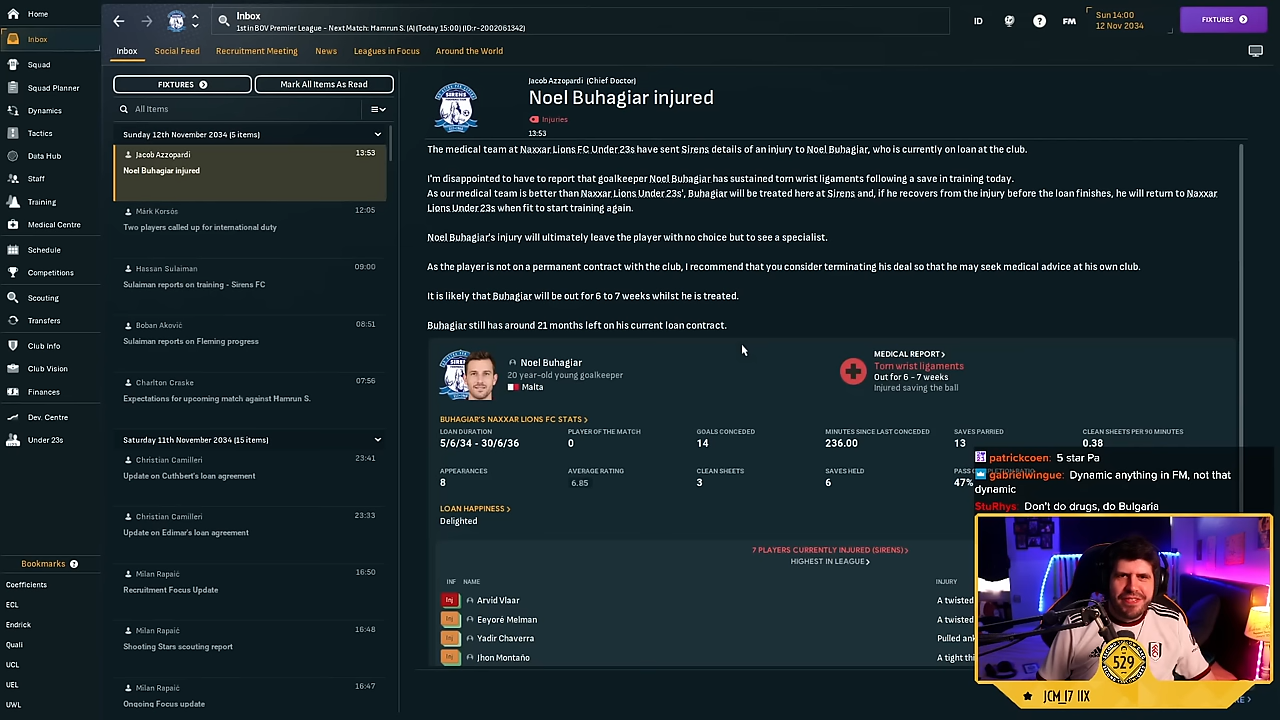 Home
Inbox
Squad
Squad Planner
Dynamics
Tactics
Data Hub
Staff
Training
Medical Centre
Schedule
Competitions
Scouting
Transfers
Club Info
Club Vision
Finances
Dev. Centre
Under 23s
Bookmarks
Coefficients
ECL
Endrick
Quali
UCL
UEL
UWL
Inbox
1st in BOV Premier League - Next Match: Hamrun S. (A) (Today 15:00) (ID:r-2002061342)
ID
FM
Sun 14:00
12 Nov 2034
FIXTURES
Inbox
Social Feed
Recruitment Meeting
News
Leagues in Focus
Around the World
FIXTURES
Mark All Items As Read
All Items
Sunday 12th November 2034 (5 items)
Jacob Azzopardi 13:53
Noel Buhagiar injured
Márk Korsós 12:05
Two players called up for international duty
Hassan Sulaiman 09:00
Sulaiman reports on training - Sirens FC
Boban Aković 08:51
Sulaiman reports on Fleming progress
Charlton Craske 07:56
Expectations for upcoming match against Hamrun S.
Saturday 11th November 2034 (15 items)
Christian Camilleri 23:41
Update on Cuthbert's loan agreement
Christian Camilleri 23:33
Update on Edimar's loan agreement
Milan Rapaić 16:50
Recruitment Focus Update
Milan Rapaić 16:48
Shooting Stars scouting report
Milan Rapaić 16:47
Ongoing Focus update
Jacob Azzopardi (Chief Doctor)
Noel Buhagiar injured
Injuries
13:53
The medical team at Naxxar Lions FC Under 23s have sent Sirens details of an injury to Noel Buhagiar, who is currently on loan at the club.
I'm disappointed to have to report that goalkeeper Noel Buhagiar has sustained torn wrist ligaments following a save in training today.
As our medical team is better than Naxxar Lions Under 23s', Buhagiar will be treated here at Sirens and, if he recovers from the injury before the loan finishes, he will return to Naxxar
Lions Under 23s when fit to start training again.
Noel Buhagiar's injury will ultimately leave the player with no choice but to see a specialist.
As the player is not on a permanent contract with the club, I recommend that you consider terminating his deal so that he may seek medical advice at his own club.
It is likely that Buhagiar will be out for 6 to 7 weeks whilst he is treated.
Buhagiar still has around 21 months left on his current loan contract.
Noel Buhagiar
20 year-old young goalkeeper
Malta
MEDICAL REPORT
Torn wrist ligaments
Out for 6 - 7 weeks
Injured saving the ball
BUHAGIAR'S NAXXAR LIONS FC STATS
LOAN DURATION PLAYER OF THE MATCH GOALS CONCEDED MINUTES SINCE LAST CONCEDED SAVES PARRIED CLEAN SHEETS PER 90 MINUTES
5/6/34 - 30/6/36 0 14 236.00 13 0.38
APPEARANCES AVERAGE RATING CLEAN SHEETS SAVES HELD
8 6.85 3 6 47%
LOAN HAPPINESS
Delighted
7 PLAYERS CURRENTLY INJURED (SIRENS)
HIGHEST IN LEAGUE
INF NAME INJURY
Inj Arvid Vlaar A twisted
Inj Eeyoré Melman A twisted
Inj Yadir Chaverra Pulled an
Inj Jhon Montaño A tight th
patrickcoen: 5 star Pa
gabrielwingue: Dynamic anything in FM, not that
dynamic
StuRhys: Don't do drugs, do Bulgaria
529
JCM_17 IIX